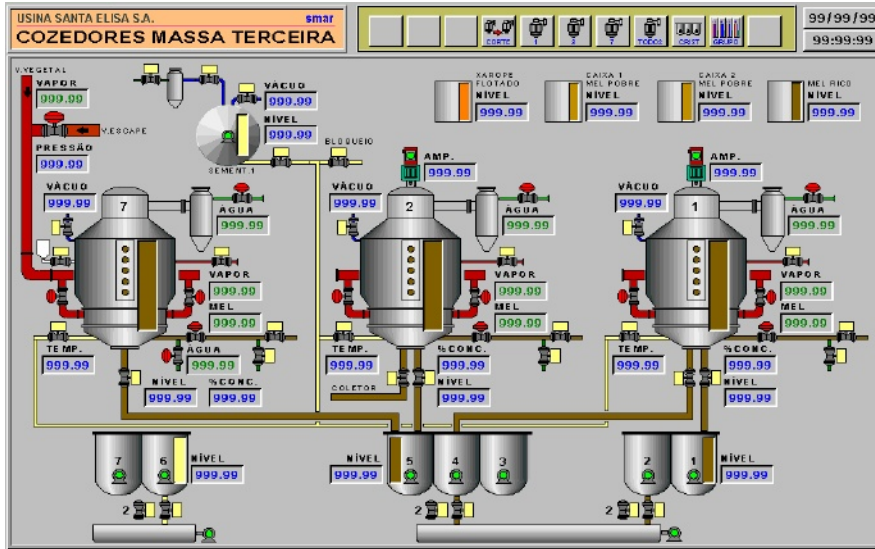 USINA SANTA ELISA S.A. smar
COZEDORES MASSA TERCEIRA
CORTE 1 2 7 TODOS CRIST GRUPO
99/99/99
99:99:99
V.VEGETAL
VAPOR
999.99
V.ESCAPE
PRESSÃO
999.99
VÁCUO
999.99
NÍVEL
999.99
SEMENT.1
BLOQUEIO
XAROPE
FLOTADO
NÍVEL
999.99
CAIXA 1
MEL POBRE
NÍVEL
999.99
CAIXA 2
MEL POBRE
NÍVEL
999.99
MEL RICO
NÍVEL
999.99
VÁCUO
999.99
7
ÁGUA
999.99
VAPOR
999.99
MEL
999.99
TEMP.
999.99
ÁGUA
999.99
NÍVEL
999.99
%CONC.
999.99
AMP.
999.99
VÁCUO
999.99
2
ÁGUA
999.99
VAPOR
999.99
MEL
999.99
TEMP.
999.99
%CONC.
999.99
NÍVEL
999.99
COLETOR
AMP.
999.99
VÁCUO
999.99
1
ÁGUA
999.99
VAPOR
999.99
MEL
999.99
TEMP.
999.99
%CONC.
999.99
NÍVEL
999.99
7 6
NÍVEL
999.99
5 4 3
NÍVEL
999.99
2 1
NÍVEL
999.99
2 2 2